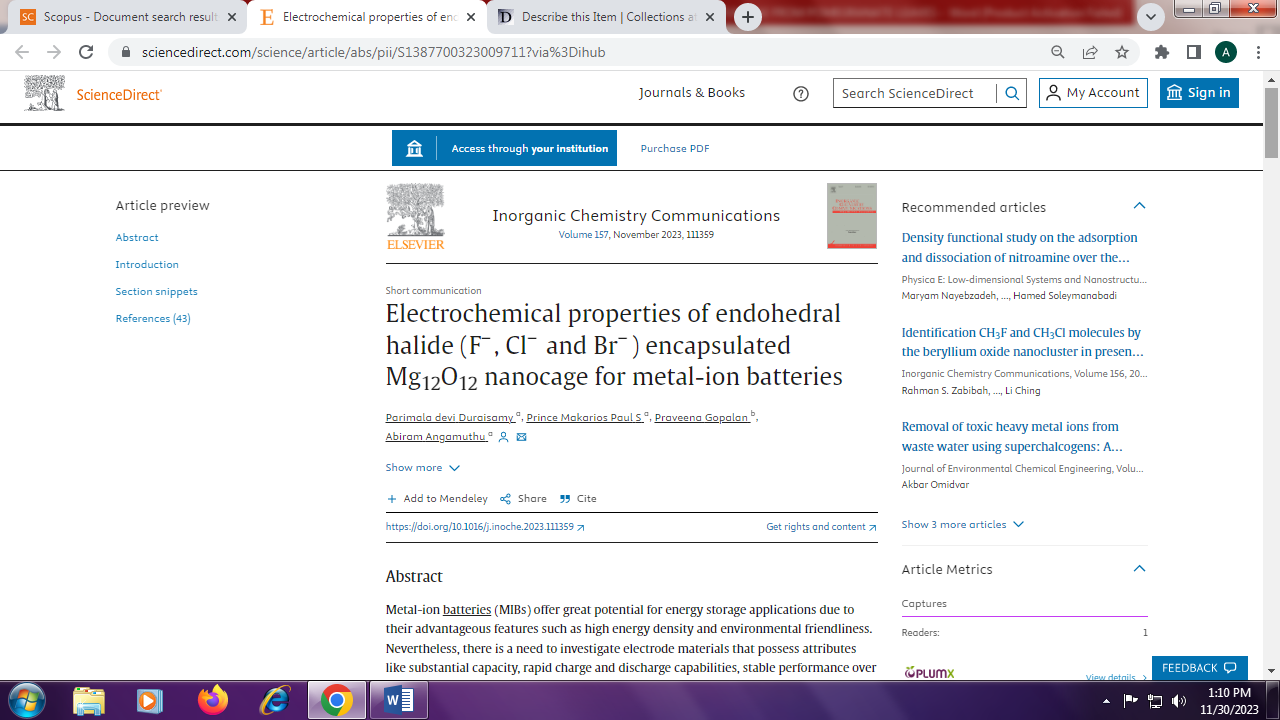 Scopus - Document search result
Electrochemical properties of en
Describe this Item | Collections a
sciencedirect.com/science/article/abs/pii/S1387700323009711?via%3Dihub
A
ScienceDirect
Journals & Books
?
Search ScienceDirect
My Account
Sign in
Access through your institution
Purchase PDF
Article preview
Abstract
Introduction
Section snippets
References (43)
ELSEVIER
Inorganic Chemistry Communications
Volume 157, November 2023, 111359
Short communication
Electrochemical properties of endohedral
halide (F⁻, Cl⁻ and Br⁻) encapsulated
Mg₁₂O₁₂ nanocage for metal-ion batteries
Parimala devi Duraisamy ᵃ, Prince Makarios Paul S ᵃ, Praveena Gopalan ᵇ,
Abiram Angamuthu ᵃ
Show more
Add to Mendeley Share Cite
https://doi.org/10.1016/j.inoche.2023.111359
Get rights and content
Abstract
Metal-ion batteries (MIBs) offer great potential for energy storage applications due to
their advantageous features such as high energy density and environmental friendliness.
Nevertheless, there is a need to investigate electrode materials that possess attributes
like substantial capacity, rapid charge and discharge capabilities, stable performance over
Recommended articles
Density functional study on the adsorption
and dissociation of nitroamine over the...
Physica E: Low-dimensional Systems and Nanostructu...
Maryam Nayebzadeh, ..., Hamed Soleymanabadi
Identification CH₃F and CH₃Cl molecules by
the beryllium oxide nanocluster in presen...
Inorganic Chemistry Communications, Volume 156, 20...
Rahman S. Zabibah, ..., Li Ching
Removal of toxic heavy metal ions from
waste water using superchalcogens: A...
Journal of Environmental Chemical Engineering, Volu...
Akbar Omidvar
Show 3 more articles
Article Metrics
Captures
Readers: 1
PLUMX
View details
FEEDBACK
1:10 PM
11/30/2023